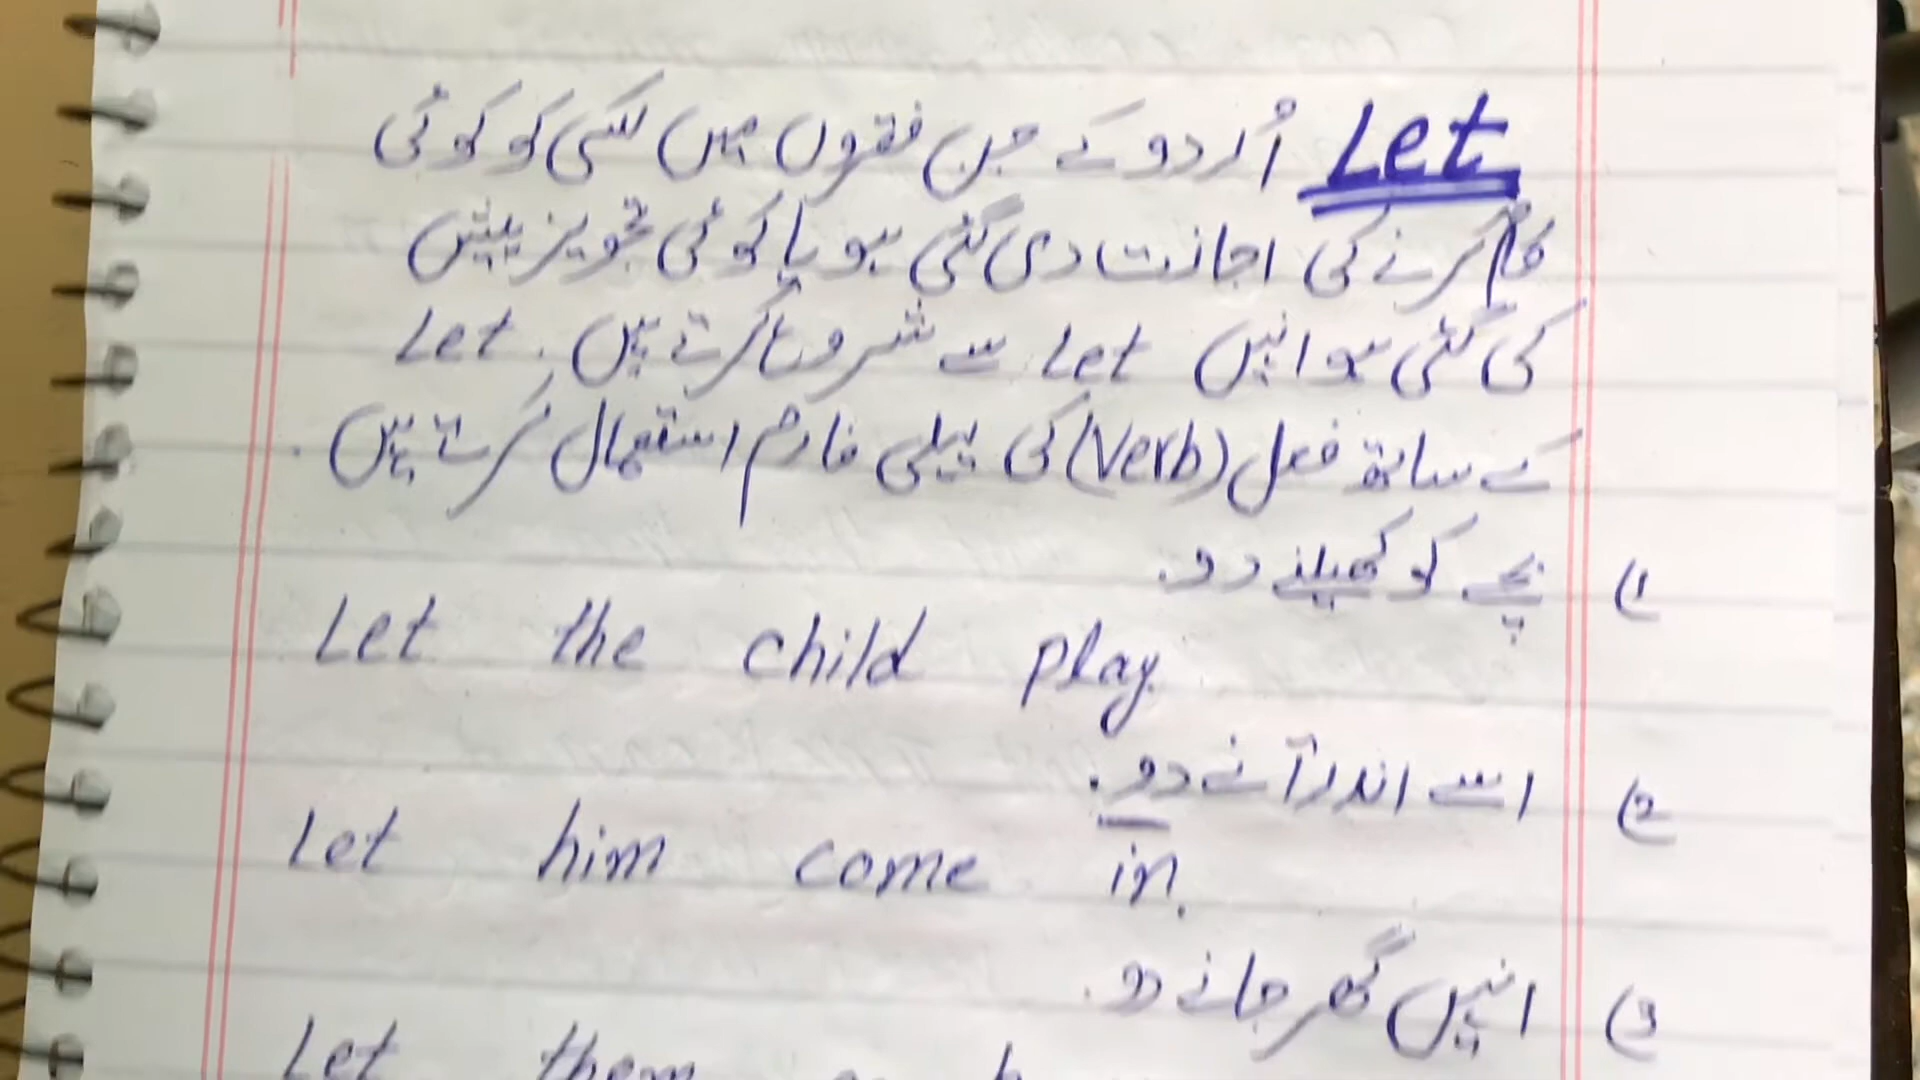 Let اُردو کے جن فقروں میں کسی کو کوئی
کام کرنے کی اجازت دی گئی ہو یا کوئی تجویز پیش
کی گئی ہو انہیں Let سے شروع کرتے ہیں. Let
کے ساتھ فعل (Verb) کی پہلی فارم استعمال کرتے ہیں.
1) بچے کو کھیلنے دو.
Let the child play.
2) اسے اندر آنے دو.
Let him come in.
3) انہیں گھر جانے دو.
Let them